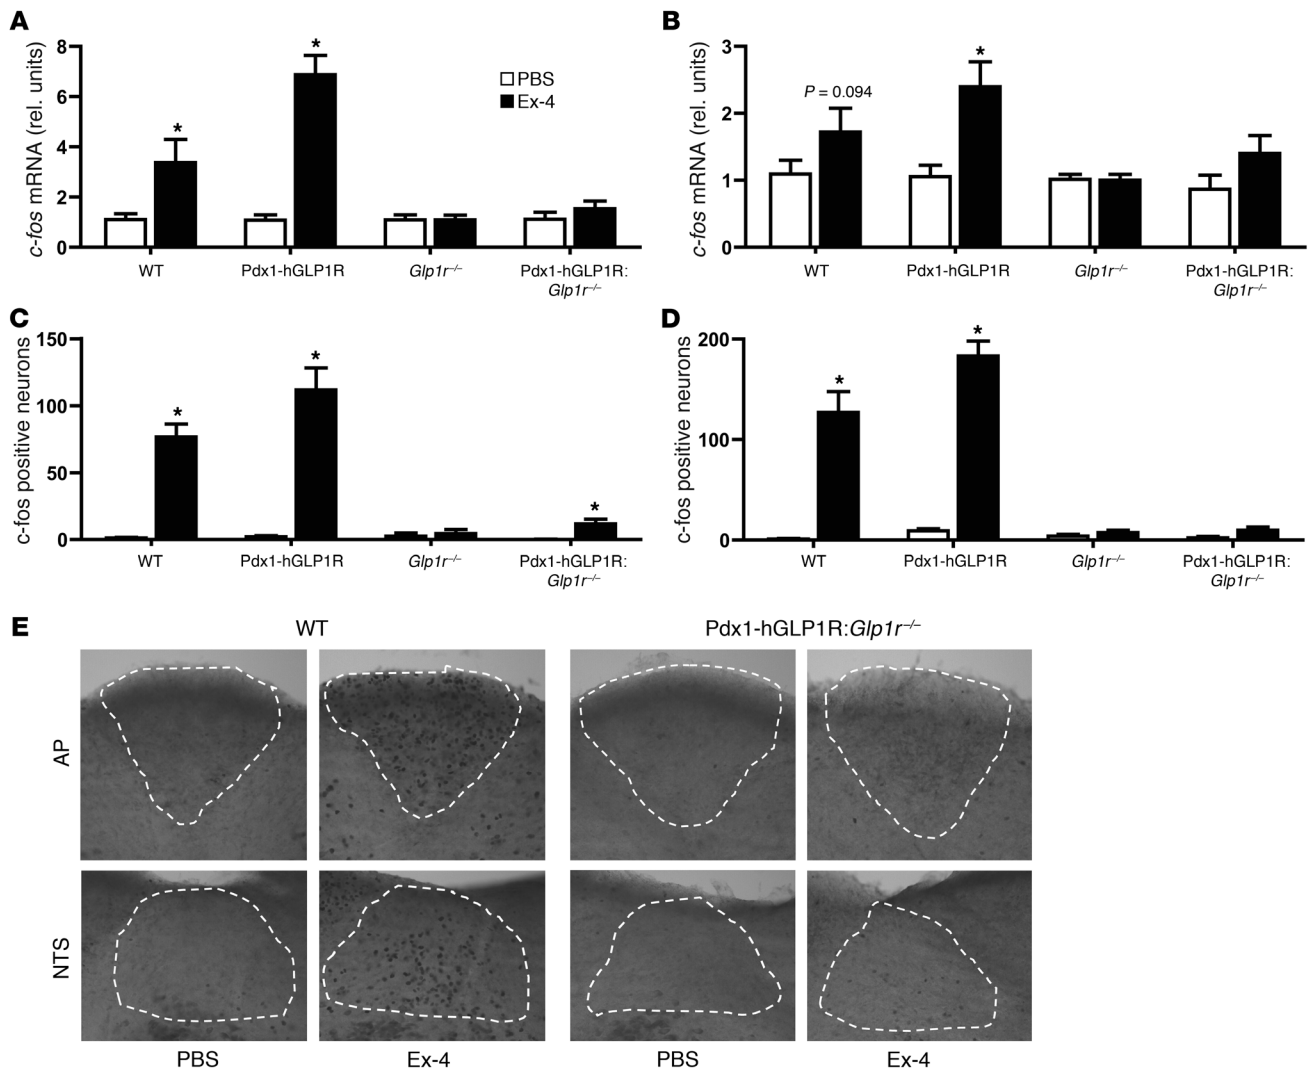 A
c-fos mRNA (rel. units)
8
6
4
2
0
*
*
PBS
Ex-4
WT
Pdx1-hGLP1R
Glp1r–/–
Pdx1-hGLP1R:
Glp1r–/–
B
c-fos mRNA (rel. units)
3
2
1
0
P = 0.094
*
WT
Pdx1-hGLP1R
Glp1r–/–
Pdx1-hGLP1R:
Glp1r–/–
C
c-fos positive neurons
150
100
50
0
*
*
*
WT
Pdx1-hGLP1R
Glp1r–/–
Pdx1-hGLP1R:
Glp1r–/–
D
c-fos positive neurons
200
100
0
*
*
WT
Pdx1-hGLP1R
Glp1r–/–
Pdx1-hGLP1R:
Glp1r–/–
E
WT
Pdx1-hGLP1R:Glp1r–/–
AP
NTS
PBS
Ex-4
PBS
Ex-4